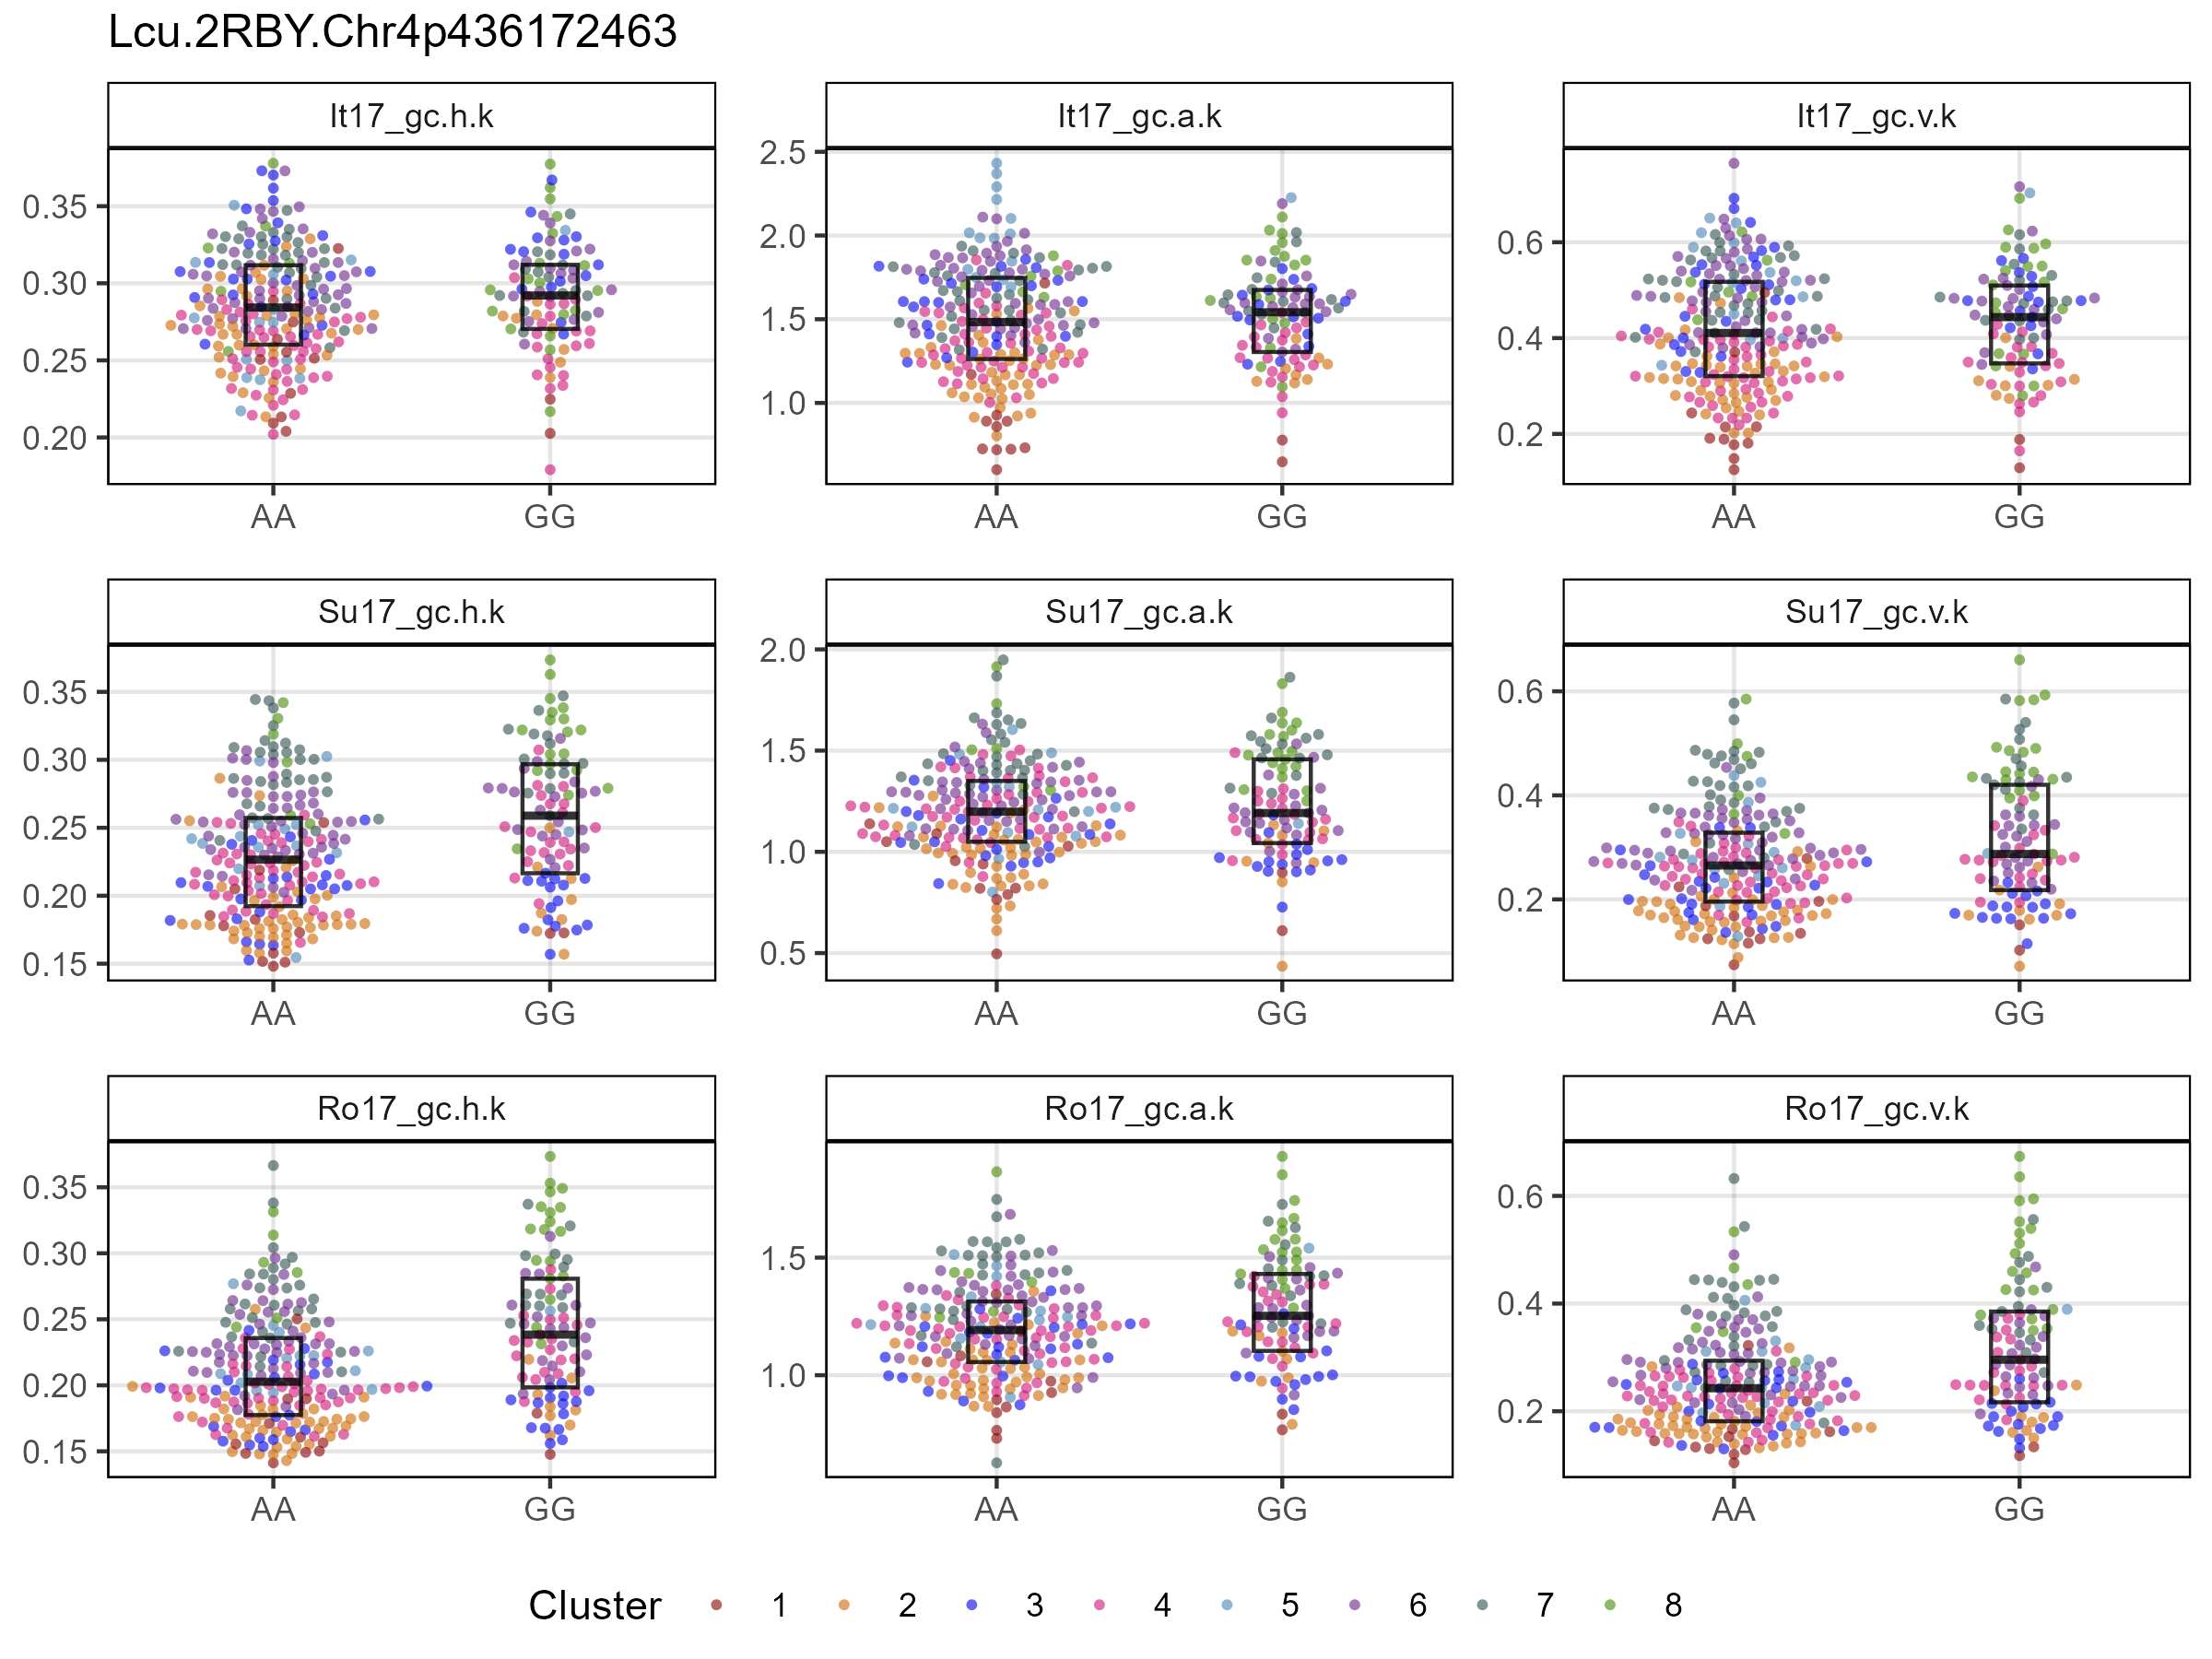 Lcu.2RBY.Chr4p436172463
It17_gc.h.k
It17_gc.a.k
It17_gc.v.k
0.35
0.30
0.25
0.20
AA
GG
2.5
2.0
1.5
1.0
AA
GG
0.6
0.4
0.2
AA
GG
Su17_gc.h.k
Su17_gc.a.k
Su17_gc.v.k
0.35
0.30
0.25
0.20
0.15
AA
GG
2.0
1.5
1.0
0.5
AA
GG
0.6
0.4
0.2
AA
GG
Ro17_gc.h.k
Ro17_gc.a.k
Ro17_gc.v.k
0.35
0.30
0.25
0.20
0.15
AA
GG
1.5
1.0
AA
GG
0.6
0.4
0.2
AA
GG
Cluster 1 2 3 4 5 6 7 8